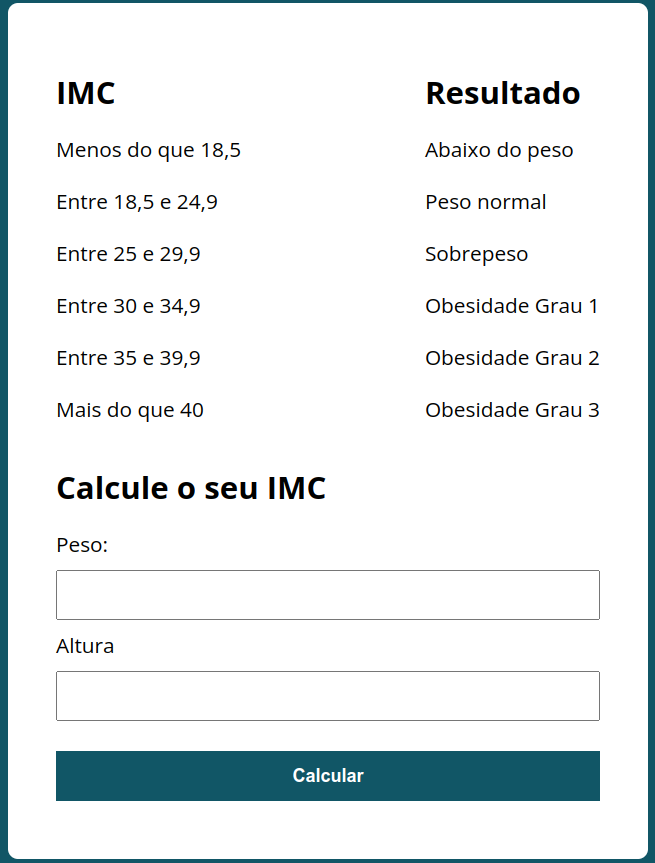 IMC Resultado
Menos do que 18,5 Abaixo do peso
Entre 18,5 e 24,9 Peso normal
Entre 25 e 29,9 Sobrepeso
Entre 30 e 34,9 Obesidade Grau 1
Entre 35 e 39,9 Obesidade Grau 2
Mais do que 40 Obesidade Grau 3
Calcule o seu IMC
Peso:
Altura
Calcular